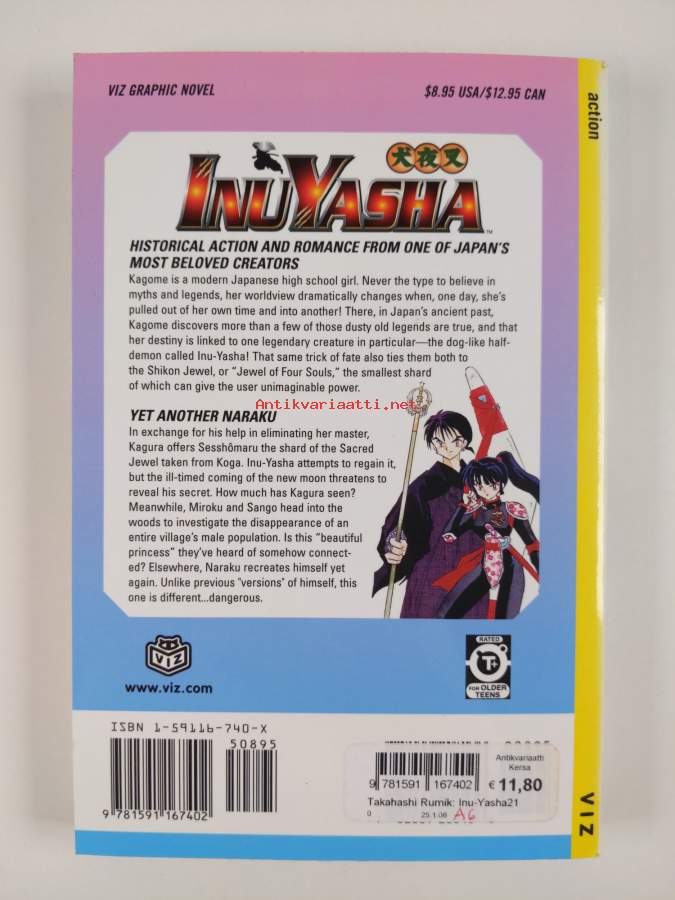 VIZ GRAPHIC NOVEL
$8.95 USA/$12.95 CAN
action
犬夜叉
INUYASHA™
HISTORICAL ACTION AND ROMANCE FROM ONE OF JAPAN'S
MOST BELOVED CREATORS
Kagome is a modern Japanese high school girl. Never the type to believe in
myths and legends, her worldview dramatically changes when, one day, she's
pulled out of her own time and into another! There, in Japan's ancient past,
Kagome discovers more than a few of those dusty old legends are true, and that
her destiny is linked to one legendary creature in particular—the dog-like half-
demon called Inu-Yasha! That same trick of fate also ties them both to
the Shikon Jewel, or "Jewel of Four Souls," the smallest shard
of which can give the user unimaginable power.
Antikvariaatti.net
YET ANOTHER NARAKU
In exchange for his help in eliminating her master,
Kagura offers Sesshômaru the shard of the Sacred
Jewel taken from Koga. Inu-Yasha attempts to regain it,
but the ill-timed coming of the new moon threatens to
reveal his secret. How much has Kagura seen?
Meanwhile, Miroku and Sango head into the
woods to investigate the disappearance of an
entire village's male population. Is this "beautiful
princess" they've heard of somehow connect-
ed? Elsewhere, Naraku recreates himself yet
again. Unlike previous "versions" of himself, this
one is different...dangerous.
VIZ
www.viz.com
RATED
T+
FOR OLDER
TEENS
ISBN 1-59116-740-X
50895
9 781591 167402
Antikvariaatti
Kersa
9 781591 167402
€ 11,80
Takahashi Rumik: Inu-Yasha21
0
25.1.06
A6
VIZ